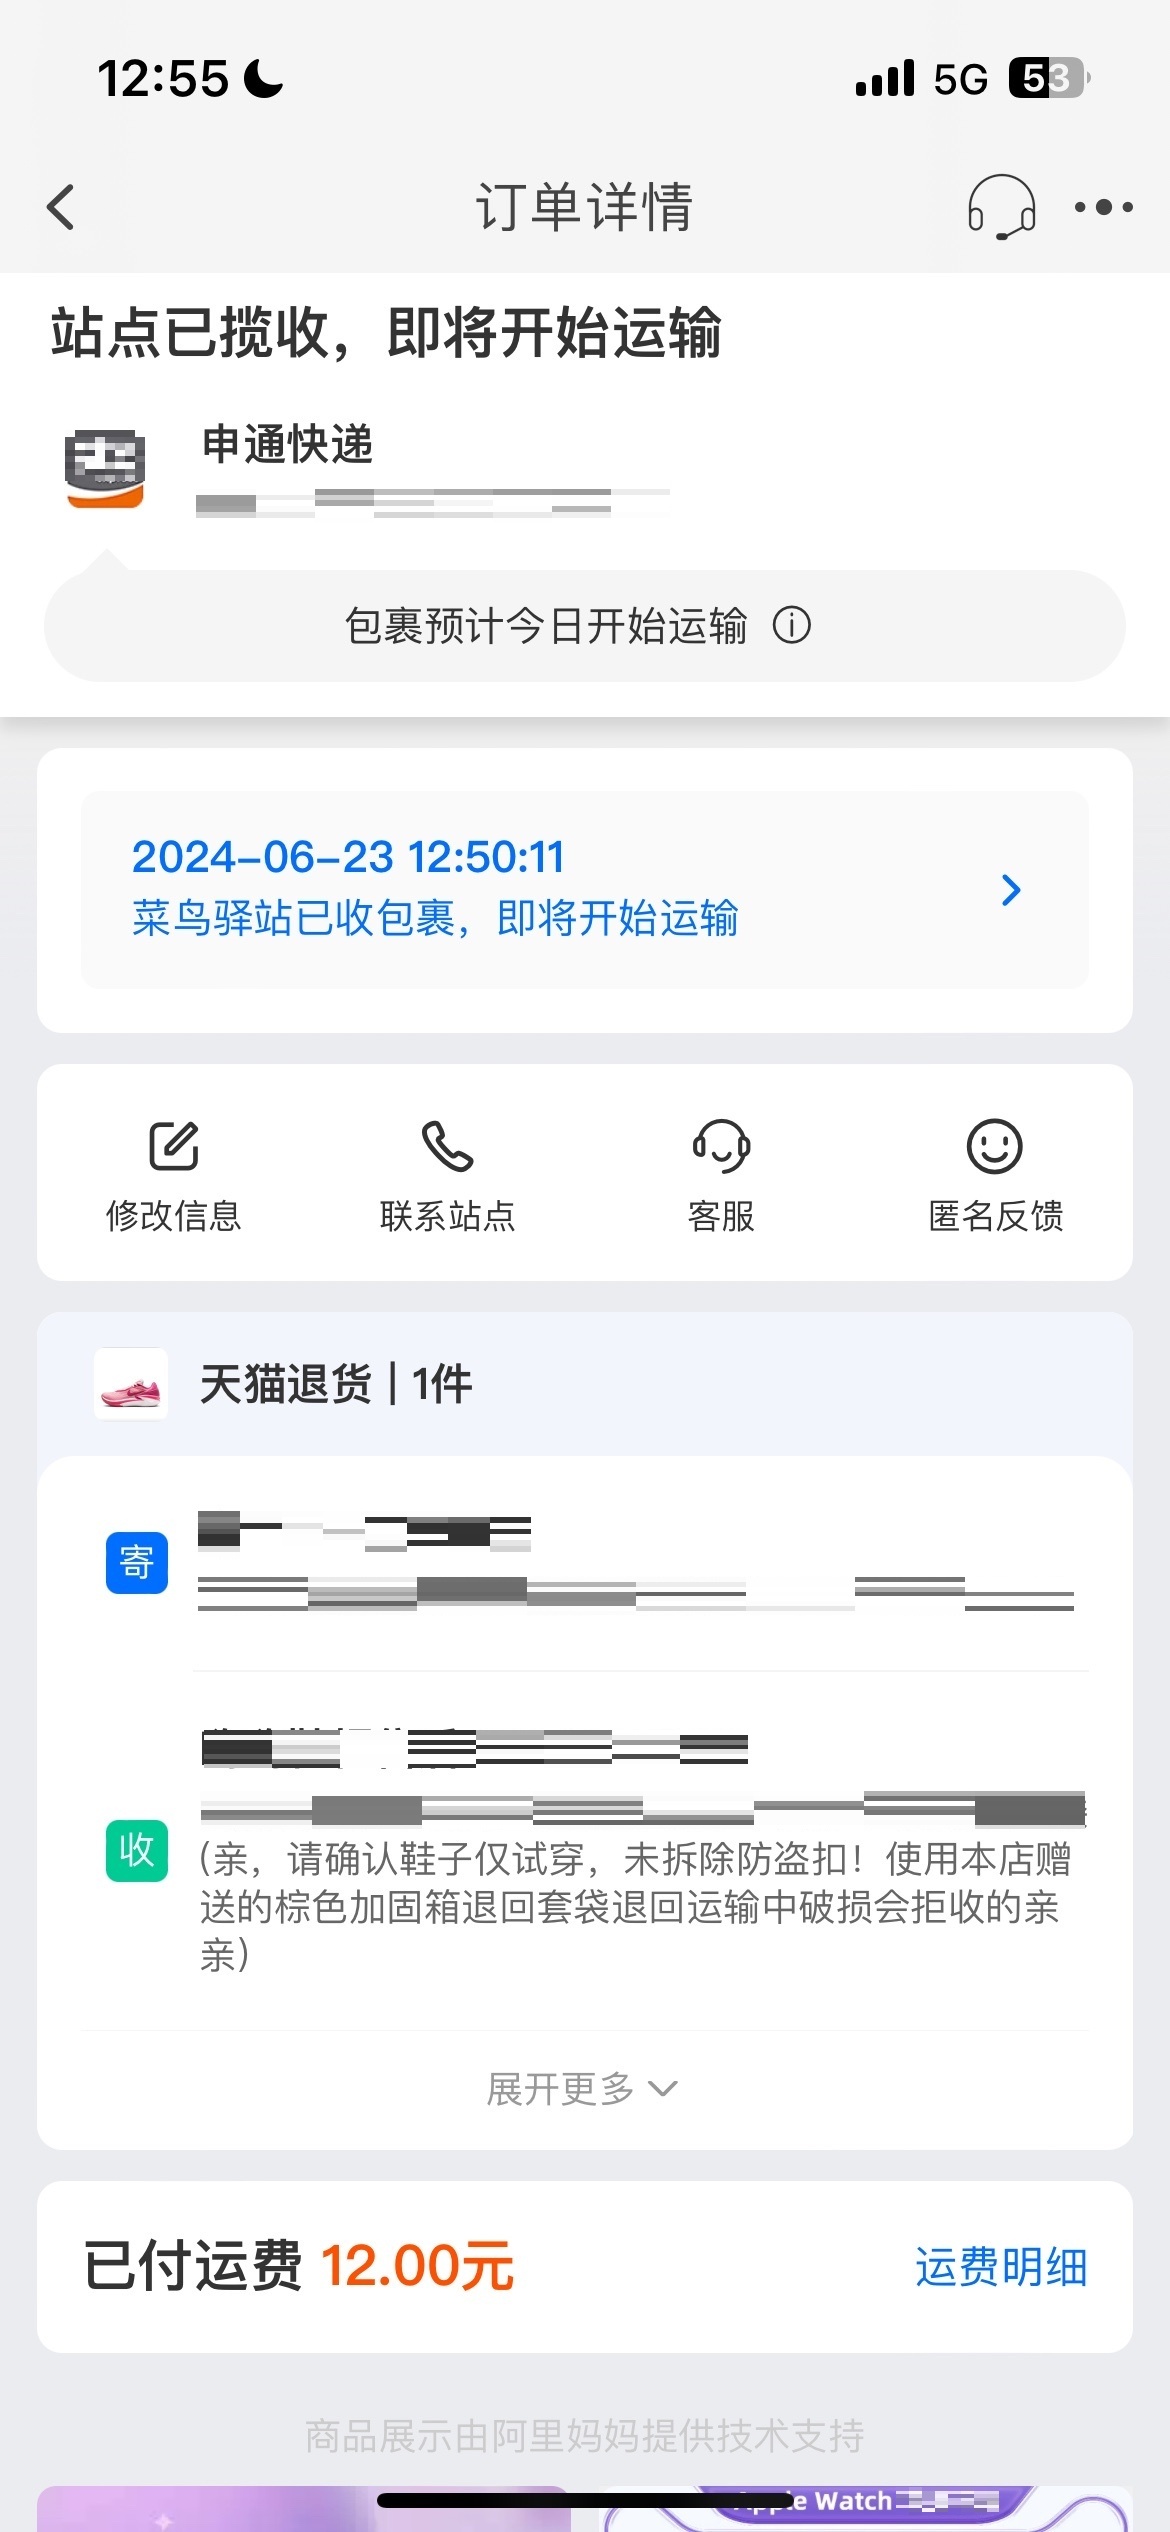 12:55
5G
53
订单详情
站点已揽收，即将开始运输
申通快递
包裹预计今日开始运输
2024-06-23 12:50:11
菜鸟驿站已收包裹，即将开始运输
修改信息
联系站点
客服
匿名反馈
天猫退货 | 1件
寄
收
(亲，请确认鞋子仅试穿，未拆除防盗扣！使用本店赠
送的棕色加固箱退回套袋退回运输中破损会拒收的亲
亲)
展开更多
已付运费 12.00元
运费明细
商品展示由阿里妈妈提供技术支持
Apple Watch